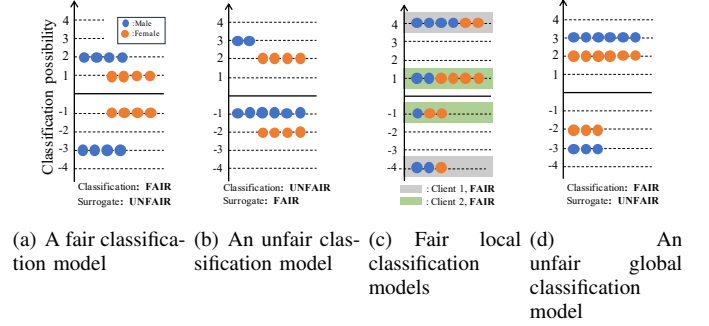 Classification possibility
4
3
2
1
-1
-2
-3
-4
:Male
:Female
Classification: FAIR
Surrogate: UNFAIR
4
3
2
1
-1
-2
-3
-4
Classification: UNFAIR
Surrogate: FAIR
4
3
2
1
-1
-2
-3
-4
: Client 1, FAIR
: Client 2, FAIR
4
3
2
1
-1
-2
-3
-4
Classification: FAIR
Surrogate: UNFAIR
(a) A fair classifica-
tion model
(b) An unfair clas-
sification model
(c) Fair local
classification
models
(d) An
unfair global
classification
model